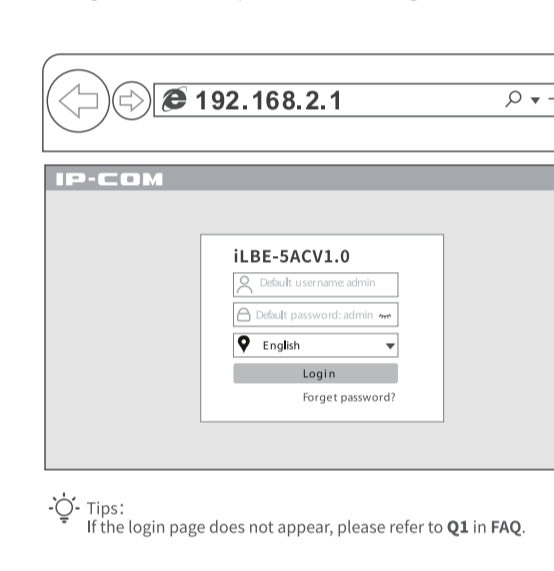 192.168.2.1
IP-COM
iLBE-5ACV1.0
Default username: admin
Default password: admin
English
Login
Forget password?
Tips:
If the login page does not appear, please refer to Q1 in FAQ.